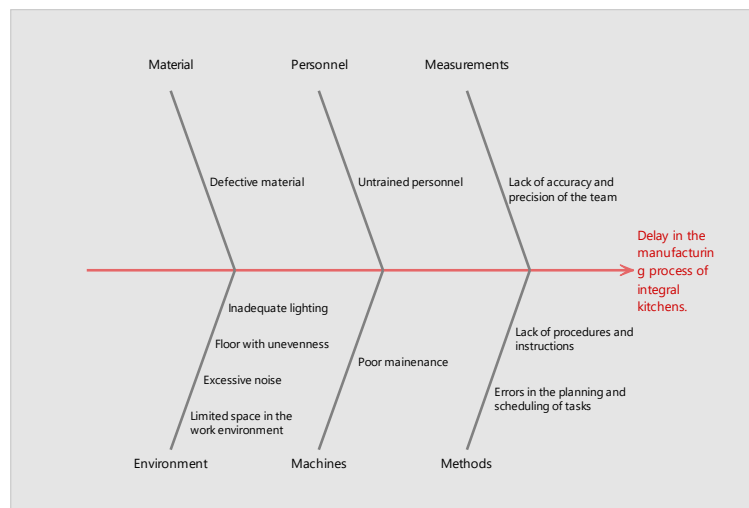 Material
Personnel
Measurements
Defective material
Untrained personnel
Lack of accuracy and
precision of the team
Delay in the
manufacturin
g process of
integral
kitchens.
Inadequate lighting
Floor with unevenness
Excessive noise
Limited space in the
work environment
Poor mainenance
Lack of procedures and
instructions
Errors in the planning and
scheduling of tasks
Environment
Machines
Methods